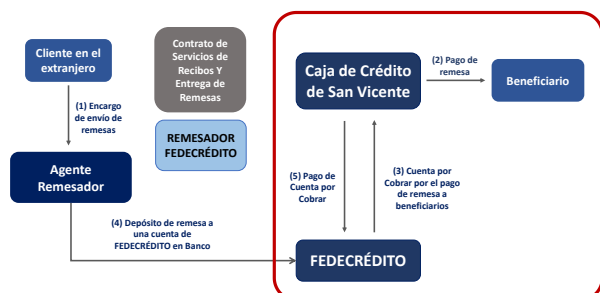 Cliente en el
extranjero
Contrato de
Servicios de
Recibos Y
Entrega de
Remesas
Caja de Crédito
de San Vicente
(2) Pago de
remesa
Beneficiario
(1) Encargo
de envío de
remesas
REMESADOR
FEDECRÉDITO
Agente
Remesador
(5) Pago de
Cuenta por
Cobrar
(3) Cuenta por
Cobrar por el pago
de remesa a
beneficiarios
(4) Depósito de remesa a
una cuenta de
FEDECRÉDITO en Banco
FEDECRÉDITO